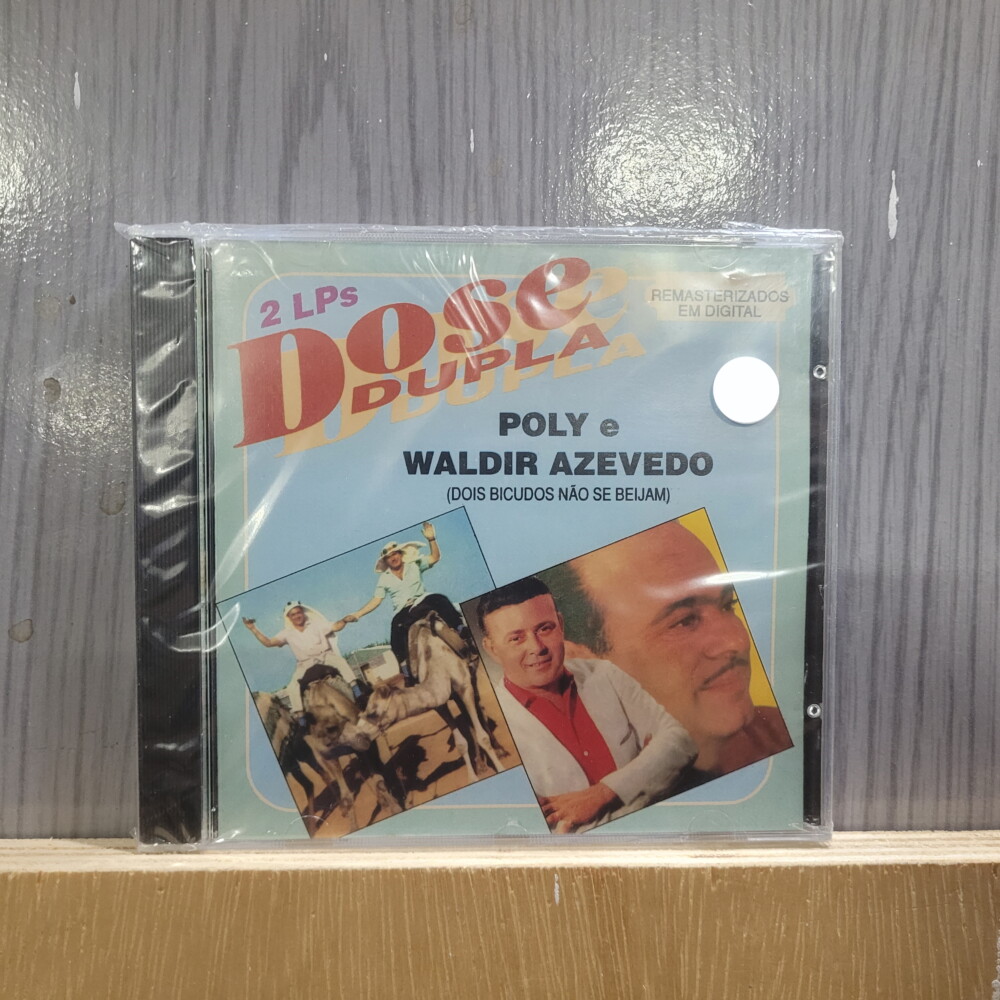 2 LPs
Dose
DUPLA
REMASTERIZADOS
EM DIGITAL
POLY e
WALDIR AZEVEDO
(DOIS BICUDOS NÃO SE BEIJAM)